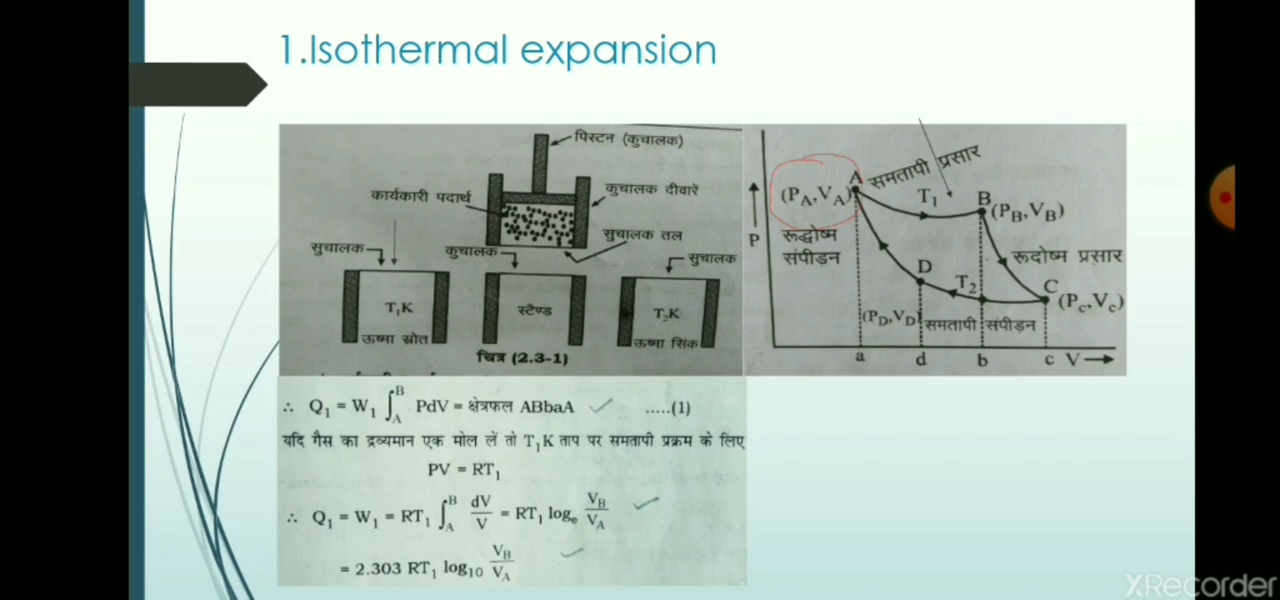 1.Isothermal expansion
पिस्टन (कुचालक)
कार्यकारी पदार्थ
कुचालक दीवारें
सुचालक तल
सुचालक
कुचालक
सुचालक
T₁K
स्टैण्ड
T₂K
ऊष्मा स्रोत
ऊष्मा सिंक
चित्र (2.3-1)
A समतापी प्रसार
(P_A,V_A)
T₁
B
(P_B,V_B)
P
रूद्धोष्म
संपीड़न
रूदोष्म प्रसार
D
T₂
C
(P_C,V_C)
(P_D,V_D) समतापी संपीड़न
a d b c V
∴ Q₁ = W₁ ∫_A^B PdV = क्षेत्रफल ABbaA .....(1)
यदि गैस का द्रव्यमान एक मोल लें तो T₁K ताप पर समतापी प्रक्रम के लिए
PV = RT₁
∴ Q₁ = W₁ = RT₁ ∫_A^B dV/V = RT₁ logₑ V_B/V_A
= 2.303 RT₁ log₁₀ V_B/V_A
XRecorder